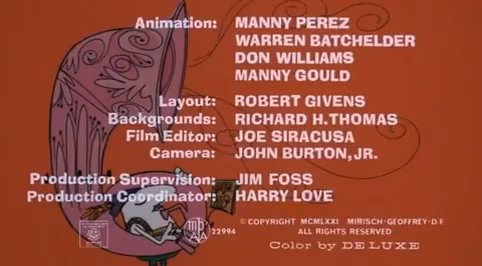 Animation: MANNY PEREZ
WARREN BATCHELDER
DON WILLIAMS
MANNY GOULD
Layout: ROBERT GIVENS
Backgrounds: RICHARD H. THOMAS
Film Editor: JOE SIRACUSA
Camera: JOHN BURTON, JR.
Production Supervision: JIM FOSS
Production Coordinator: HARRY LOVE
© COPYRIGHT MCMLXXI MIRISCH-GEOFFREY-D.F.
ALL RIGHTS RESERVED
22994
Color by DE LUXE